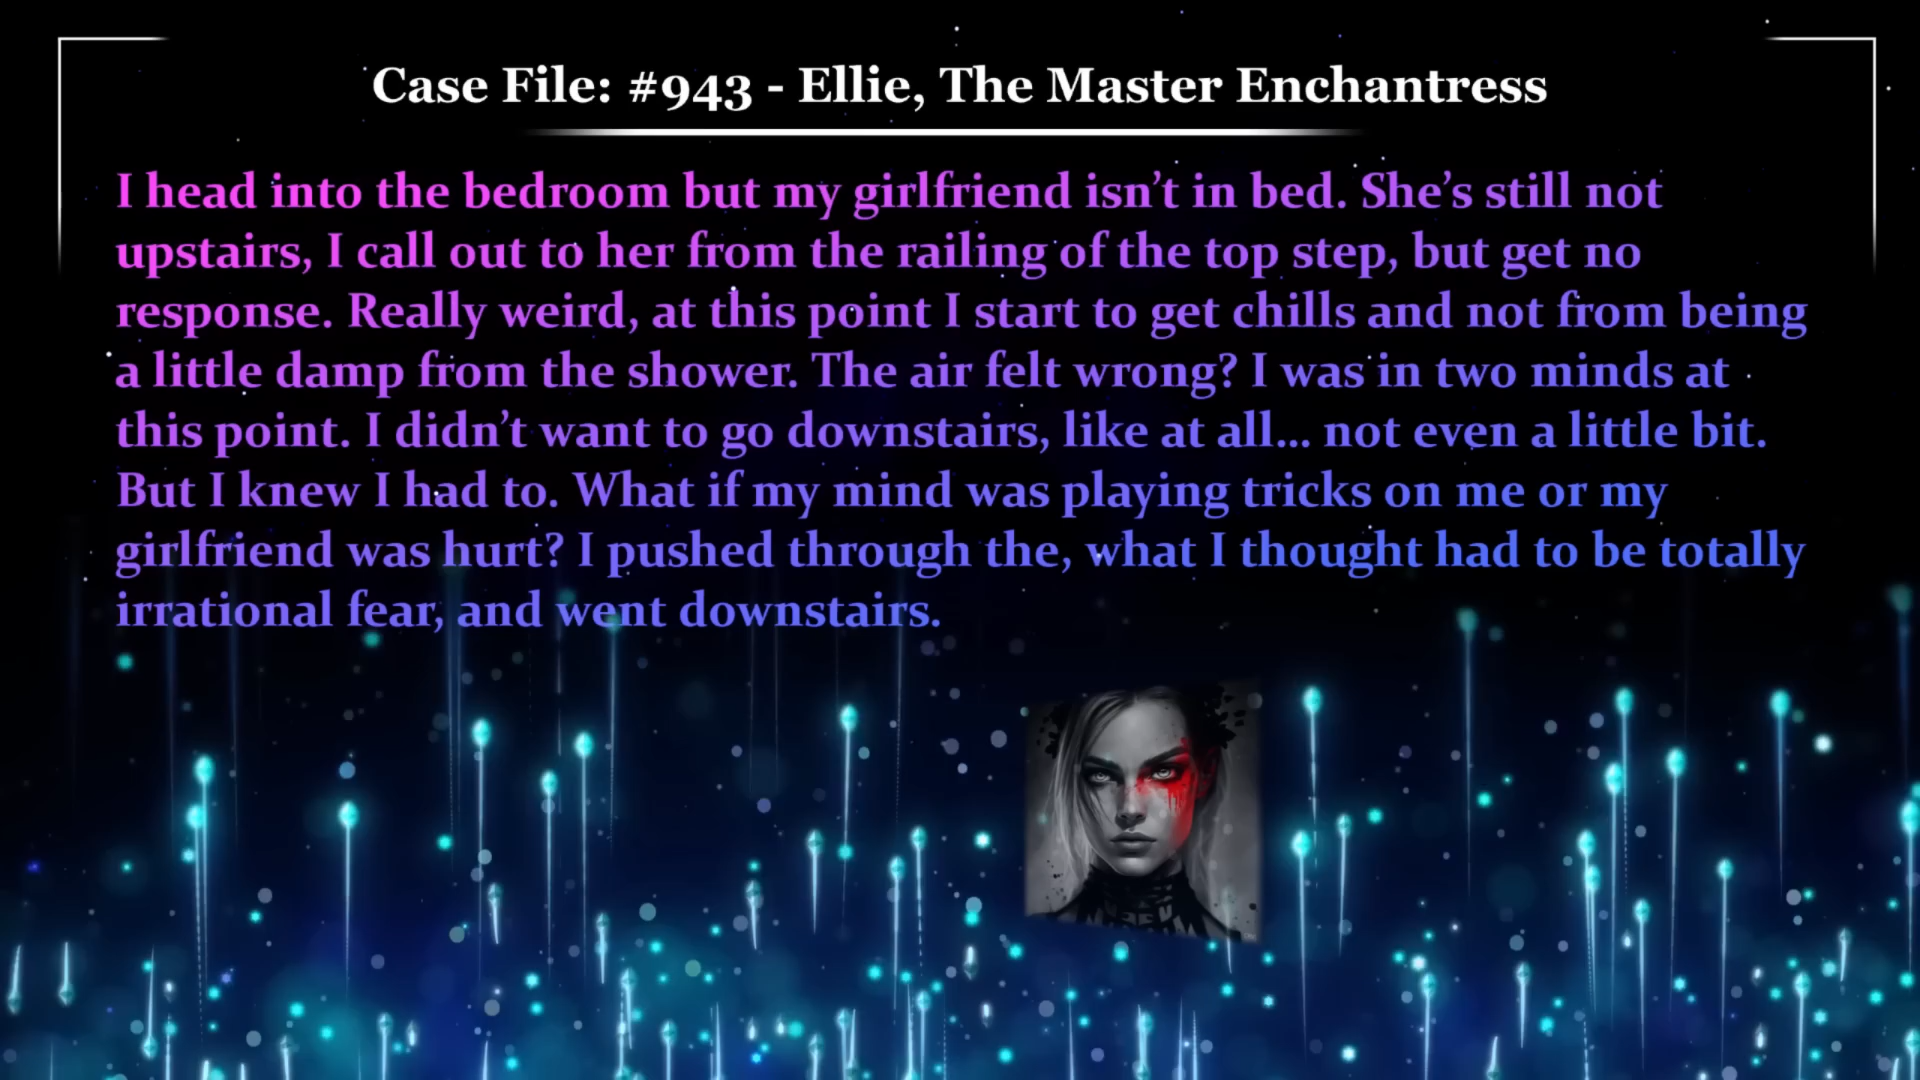 Case File: #943 - Ellie, The Master Enchantress
I head into the bedroom but my girlfriend isn’t in bed. She’s still not
upstairs, I call out to her from the railing of the top step, but get no
response. Really weird, at this point I start to get chills and not from being
a little damp from the shower. The air felt wrong? I was in two minds at
this point. I didn’t want to go downstairs, like at all... not even a little bit.
But I knew I had to. What if my mind was playing tricks on me or my
girlfriend was hurt? I pushed through the, what I thought had to be totally
irrational fear, and went downstairs.